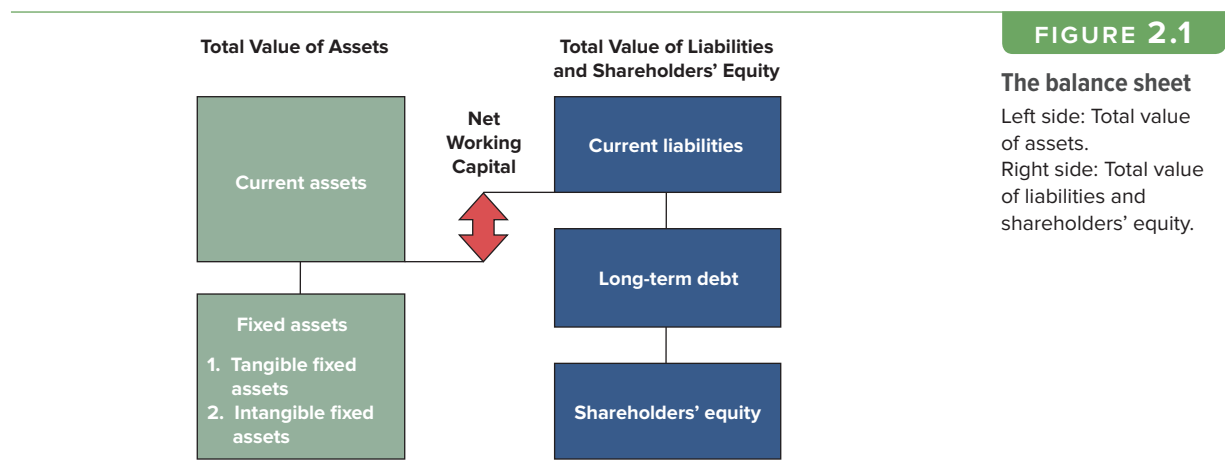 Total Value of Assets
Total Value of Liabilities
and Shareholders’ Equity
Net
Working
Capital
Current assets
Fixed assets
1. Tangible fixed
assets
2. Intangible fixed
assets
Current liabilities
Long-term debt
Shareholders’ equity
FIGURE 2.1
The balance sheet
Left side: Total value
of assets.
Right side: Total value
of liabilities and
shareholders’ equity.